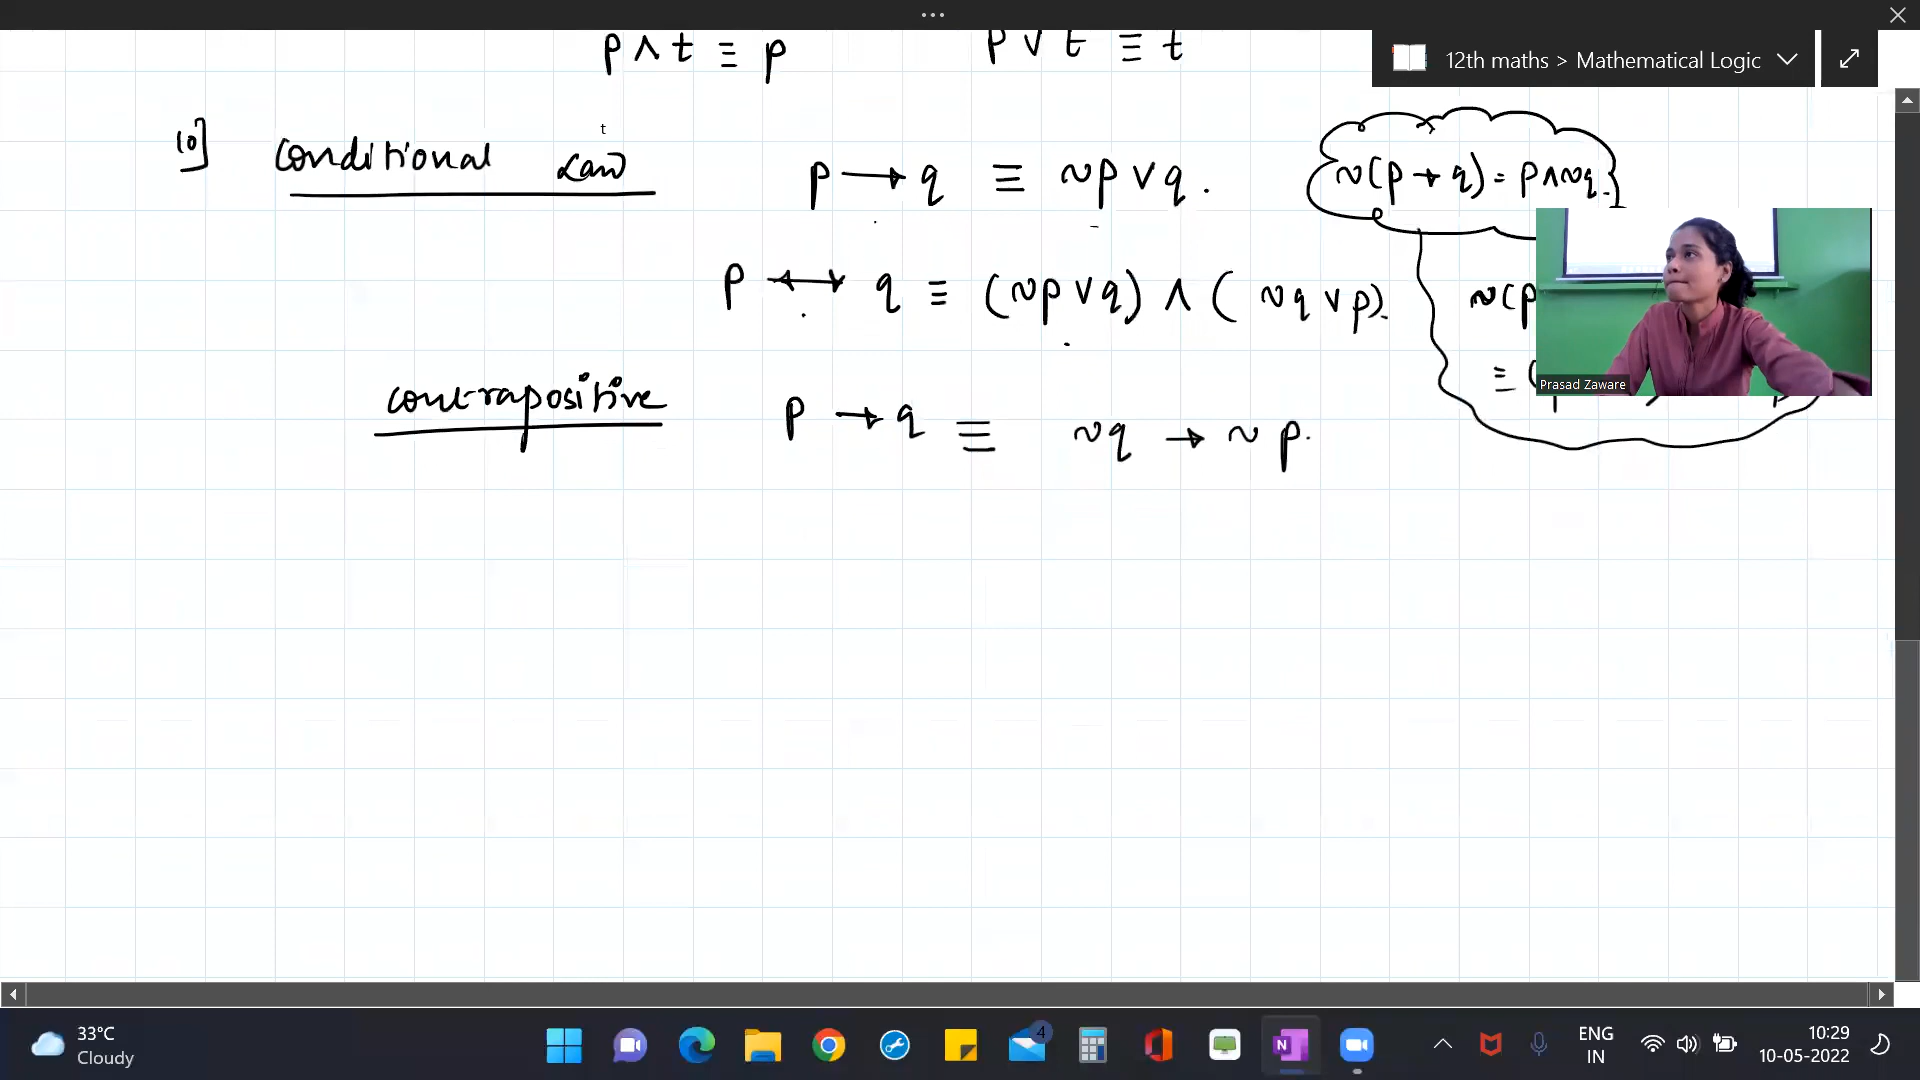 p ∧ t ≡ p    p ∨ t ≡ t
12th maths > Mathematical Logic
10] Conditional Law    p → q ≡ ~p ∨ q.    ~(p → q) = p ∧ ~q.
t
p ↔ q ≡ (~p ∨ q) ∧ (~q ∨ p).    ~(p
≡ (
Prasad Zaware
contrapositive    p → q ≡ ~q → ~p.
33°C
Cloudy
4
ENG
IN
10:29
10-05-2022